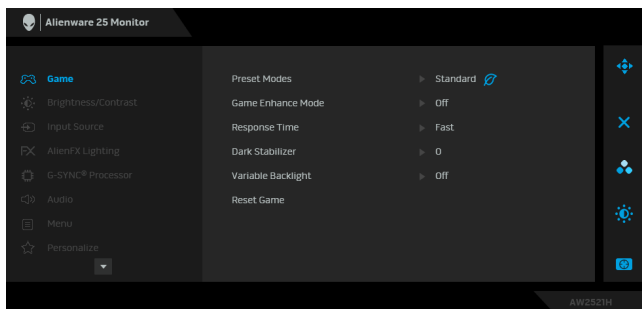 Alienware 25 Monitor
Game
Preset Modes Standard
Game Enhance Mode Off
Brightness/Contrast
Input Source
Response Time Fast
FX AlienFX Lighting
Dark Stabilizer 0
G-SYNC® Processor
Variable Backlight Off
Audio
Reset Game
Menu
Personalize
AW2521H